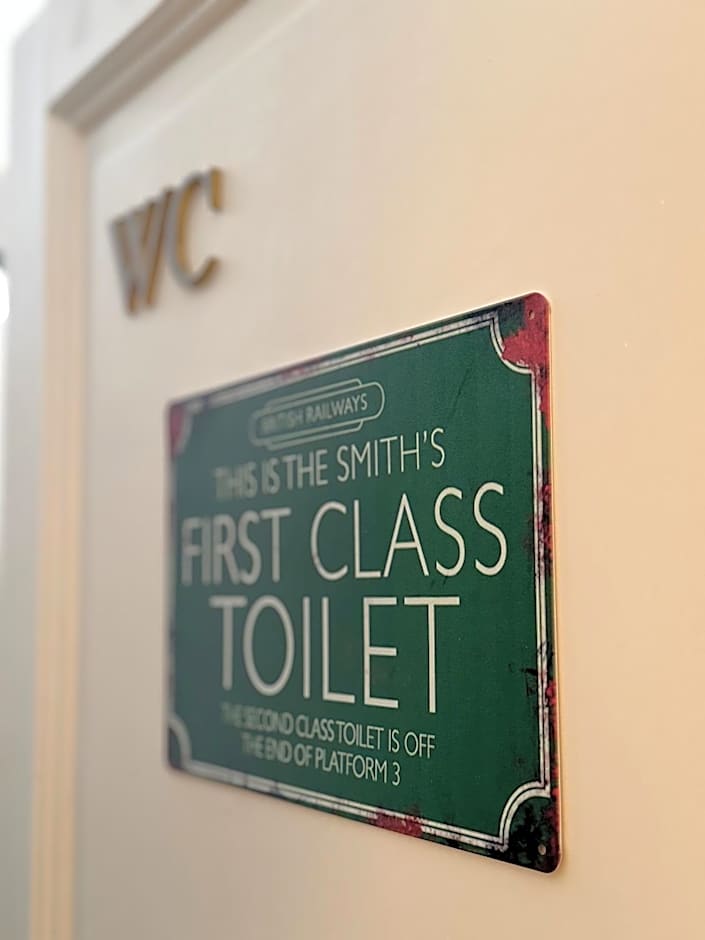 WC
BRITISH RAILWAYS
THIS IS THE SMITH'S
FIRST CLASS
TOILET
THE SECOND CLASS TOILET IS OFF
THE END OF PLATFORM 3